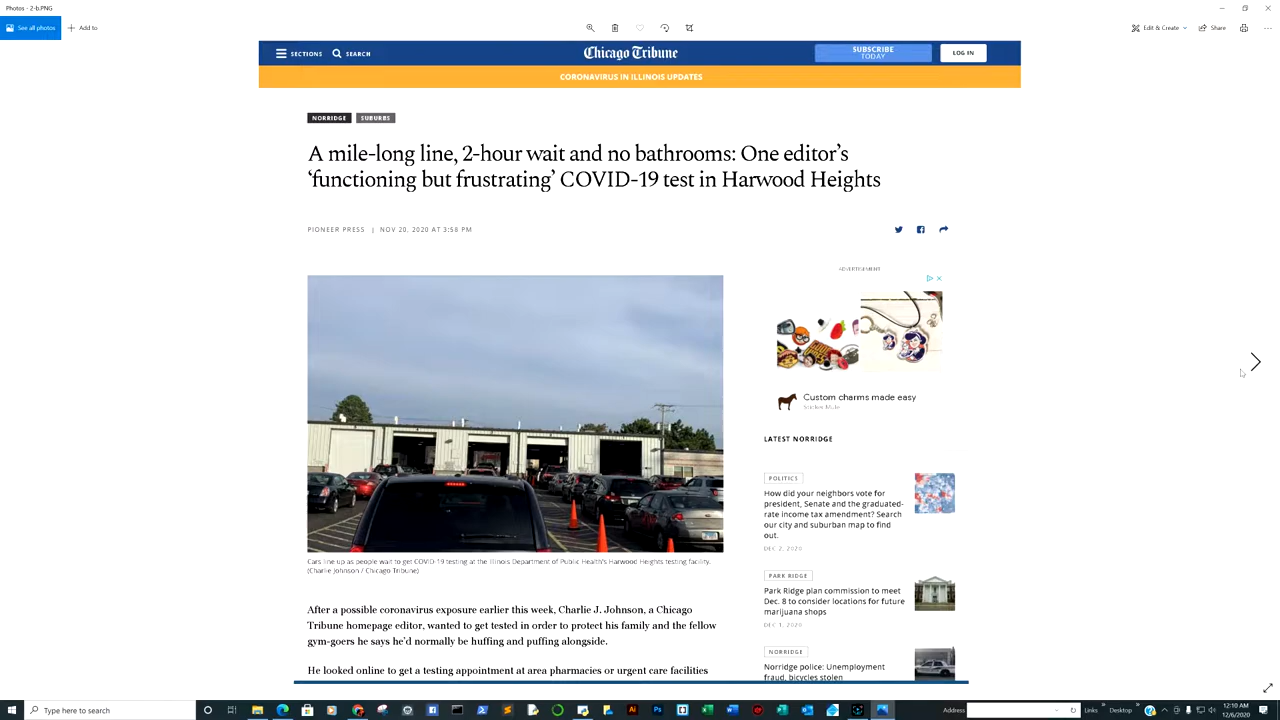 Photos - 2-b.PNG
See all photos
Add to
Edit & Create
Share
SECTIONS
SEARCH
Chicago Tribune
SUBSCRIBE
TODAY
LOG IN
CORONAVIRUS IN ILLINOIS UPDATES
NORRIDGE
SUBURBS
A mile-long line, 2-hour wait and no bathrooms: One editor's
‘functioning but frustrating’ COVID-19 test in Harwood Heights
PIONEER PRESS | NOV 20, 2020 AT 3:58 PM
ADVERTISEMENT
Custom charms made easy
Sticker Mule
LATEST NORRIDGE
POLITICS
How did your neighbors vote for
president, Senate and the graduated-
rate income tax amendment? Search
our city and suburban map to find
out.
DEC 2, 2020
PARK RIDGE
Park Ridge plan commission to meet
Dec. 8 to consider locations for future
marijuana shops
DEC 1, 2020
NORRIDGE
Norridge police: Unemployment
fraud, bicycles stolen
Cars line up as people wait to get COVID-19 testing at the Illinois Department of Public Health's Harwood Heights testing facility.
(Charlie Johnson / Chicago Tribune)
After a possible coronavirus exposure earlier this week, Charlie J. Johnson, a Chicago
Tribune homepage editor, wanted to get tested in order to protect his family and the fellow
gym-goers he says he'd normally be huffing and puffing alongside.
He looked online to get a testing appointment at area pharmacies or urgent care facilities
Type here to search
Address
Links
Desktop
12:10 AM
12/6/2020